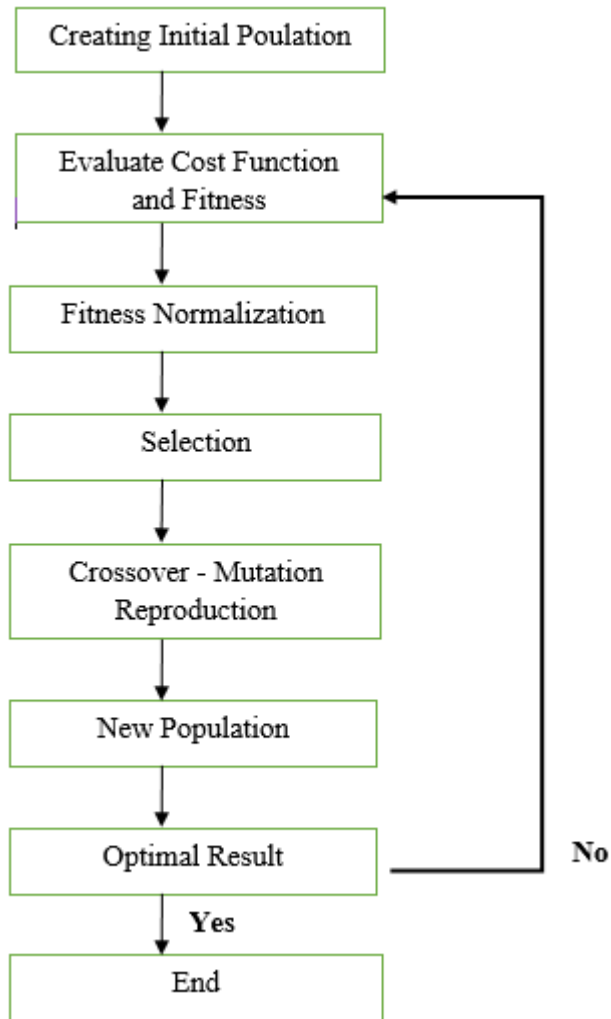 Creating Initial Poulation
Evaluate Cost Function
and Fitness
Fitness Normalization
Selection
Crossover - Mutation
Reproduction
New Population
Optimal Result
No
Yes
End